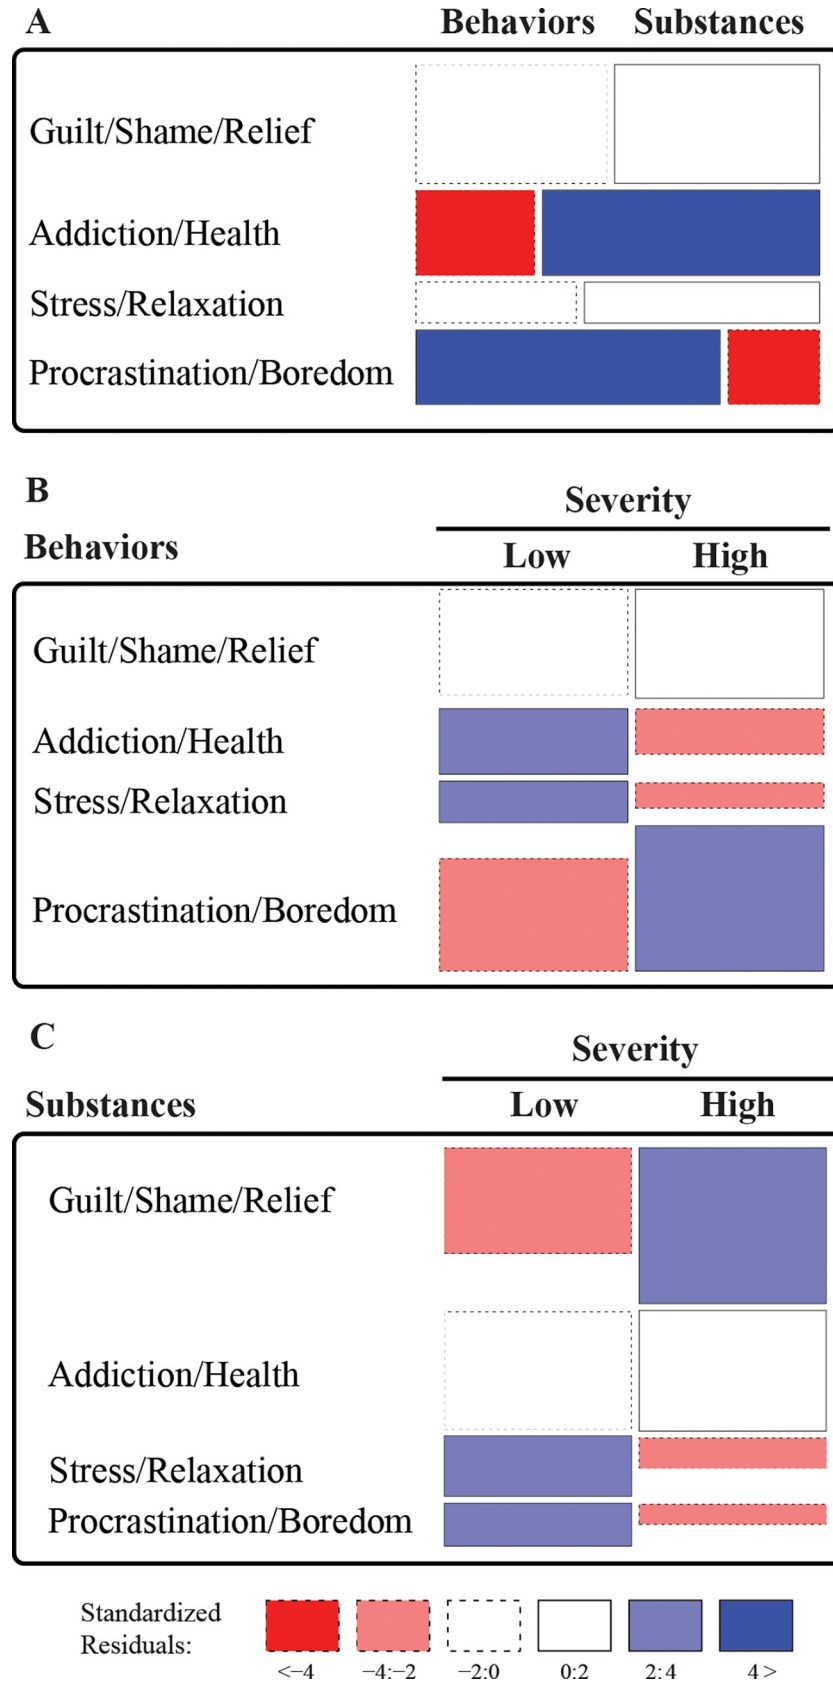 A
Behaviors Substances
Guilt/Shame/Relief
Addiction/Health
Stress/Relaxation
Procrastination/Boredom
B
Severity
Behaviors
Low High
Guilt/Shame/Relief
Addiction/Health
Stress/Relaxation
Procrastination/Boredom
C
Severity
Substances
Low High
Guilt/Shame/Relief
Addiction/Health
Stress/Relaxation
Procrastination/Boredom
Standardized
Residuals:
<−4 −4:−2 −2:0 0:2 2:4 4 >